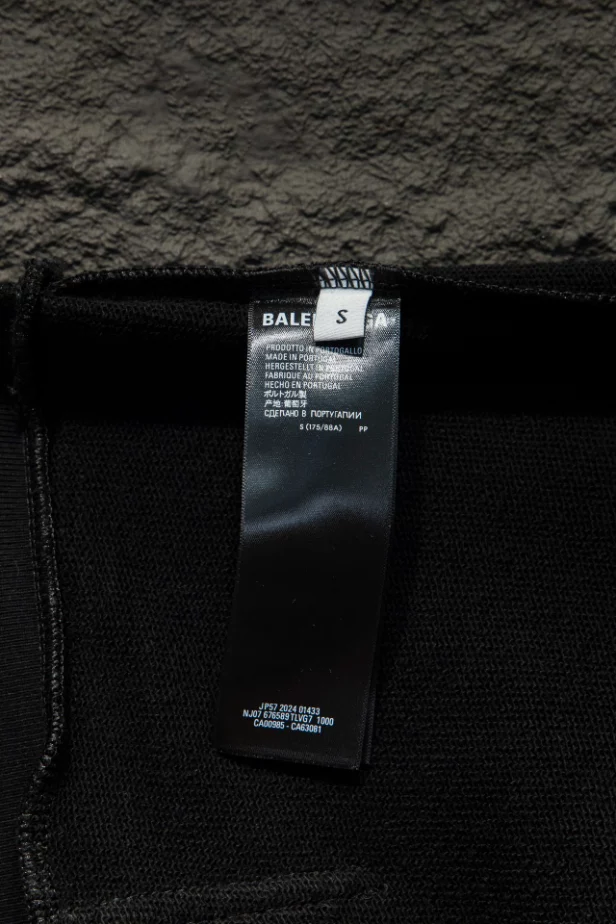 S
BALE GA
PRODOTTO IN PORTOGALLO
MADE IN PORTUGAL
HERGESTELLT IN PORTUGAL
FABRIQUE AU PORTUGAL
HECHO EN PORTUGAL
ポルトガル製
产地:葡萄牙
СДЕЛАНО В ПОРТУГАЛИИ
S (175/88A) PP
JP57 2024 01433
NJ07 676589 TLVG7 1000
CA00985 - CA63081